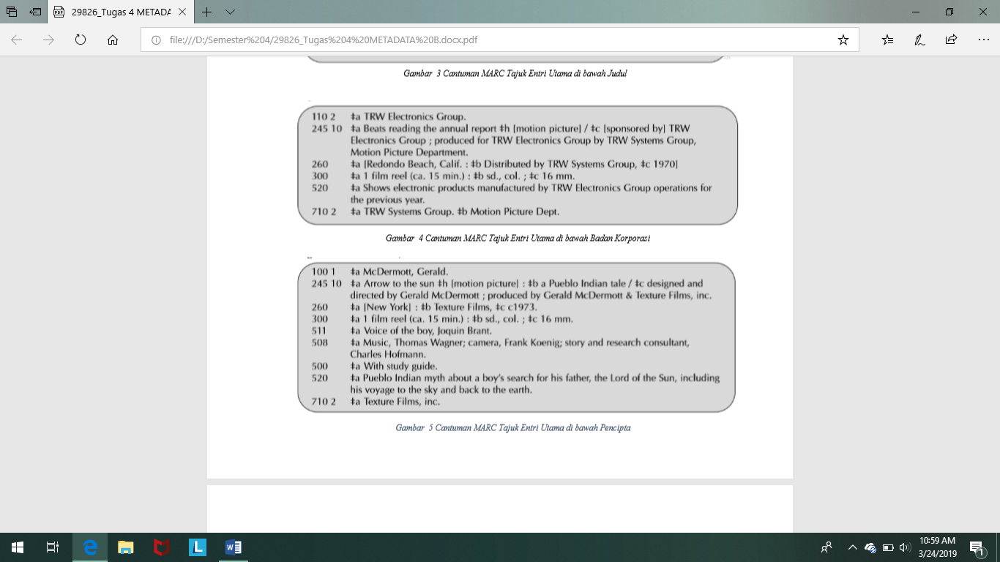 29826_Tugas 4 METADA
file:///D:/Semester%204/29826_Tugas%204%20METADATA%20B.docx.pdf
Gambar 3 Cantuman MARC Tajuk Entri Utama di bawah Judul
110 2 ‡a TRW Electronics Group.
245 10 ‡a Beats reading the annual report ‡h [motion picture] / ‡c [sponsored by] TRW
Electronics Group ; produced for TRW Electronics Group by TRW Systems Group,
Motion Picture Department.
260 ‡a [Redondo Beach, Calif. : ‡b Distributed by TRW Systems Group, ‡c 1970]
300 ‡a 1 film reel (ca. 15 min.) : ‡b sd., col. ; ‡c 16 mm.
520 ‡a Shows electronic products manufactured by TRW Electronics Group operations for
the previous year.
710 2 ‡a TRW Systems Group. ‡b Motion Picture Dept.
Gambar 4 Cantuman MARC Tajuk Entri Utama di bawah Badan Korporasi
100 1 ‡a McDermott, Gerald.
245 10 ‡a Arrow to the sun ‡h [motion picture] : ‡b a Pueblo Indian tale / ‡c designed and
directed by Gerald McDermott ; produced by Gerald McDermott & Texture Films, inc.
260 ‡a [New York] : ‡b Texture Films, ‡c c1973.
300 ‡a 1 film reel (ca. 15 min.) : ‡b sd., col. ; ‡c 16 mm.
511 ‡a Voice of the boy, Joquin Brant.
508 ‡a Music, Thomas Wagner; camera, Frank Koenig; story and research consultant,
Charles Hofmann.
500 ‡a With study guide.
520 ‡a Pueblo Indian myth about a boy's search for his father, the Lord of the Sun, including
his voyage to the sky and back to the earth.
710 2 ‡a Texture Films, inc.
Gambar 5 Cantuman MARC Tajuk Entri Utama di bawah Pencipta
L
W
10:59 AM
3/24/2019
1